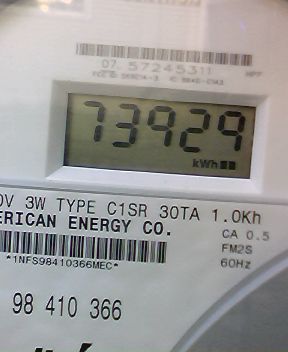 07 57245311
73929
kWh
0V 3W TYPE C1SR 30TA 1.0Kh
ERICAN ENERGY CO.
CA 0.5
FM2S
*1NFS98410366MEC*
60Hz
98 410 366